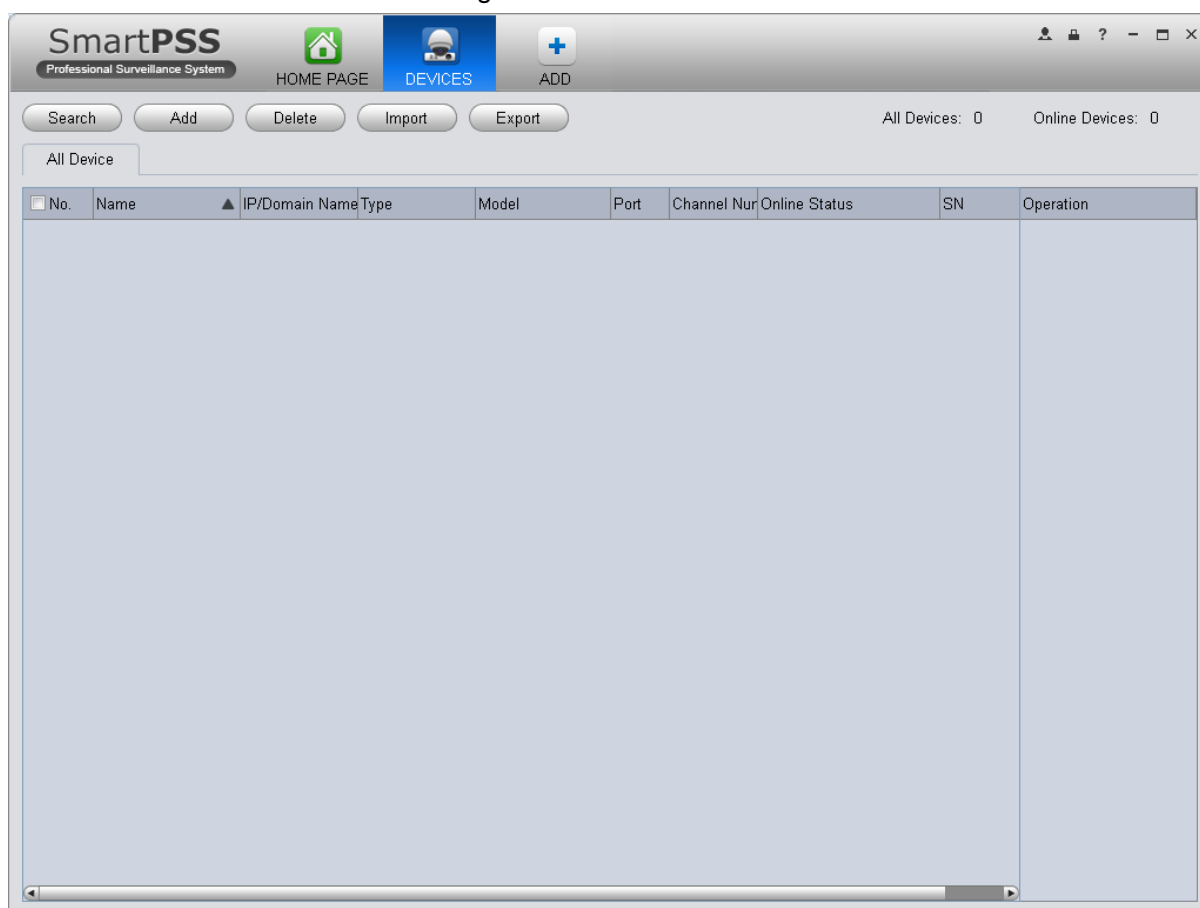 SmartPSS
Professional Surveillance System
HOME PAGE
DEVICES
ADD
?
Search Add Delete Import Export All Devices: 0 Online Devices: 0
All Device
No. Name IP/Domain Name Type Model Port Channel Nur Online Status SN Operation